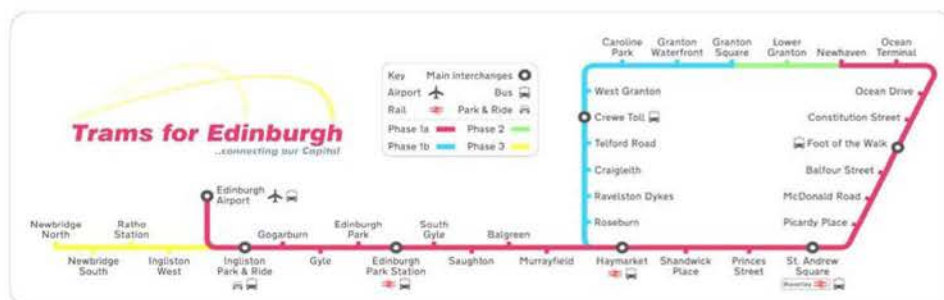 Trams for Edinburgh
...connecting our Capital
Key Main interchanges
Airport Bus
Rail Park & Ride
Phase 1a Phase 2
Phase 1b Phase 3
Caroline
Park
Granton
Waterfront
Granton
Square
Lower
Granton
Newhaven
Ocean
Terminal
West Granton
Crewe Toll
Telford Road
Craigleith
Ravelston Dykes
Roseburn
Ocean Drive
Constitution Street
Foot of the Walk
Balfour Street
McDonald Road
Picardy Place
Edinburgh
Airport
Newbridge
North
Newbridge
South
Ratho
Station
Ingliston
West
Ingliston
Park & Ride
Gogarburn
Gyle
Edinburgh
Park
Edinburgh
Park Station
South
Gyle
Saughton
Balgreen
Murrayfield
Haymarket
Shandwick
Place
Princes
Street
St. Andrew
Square
Waverley